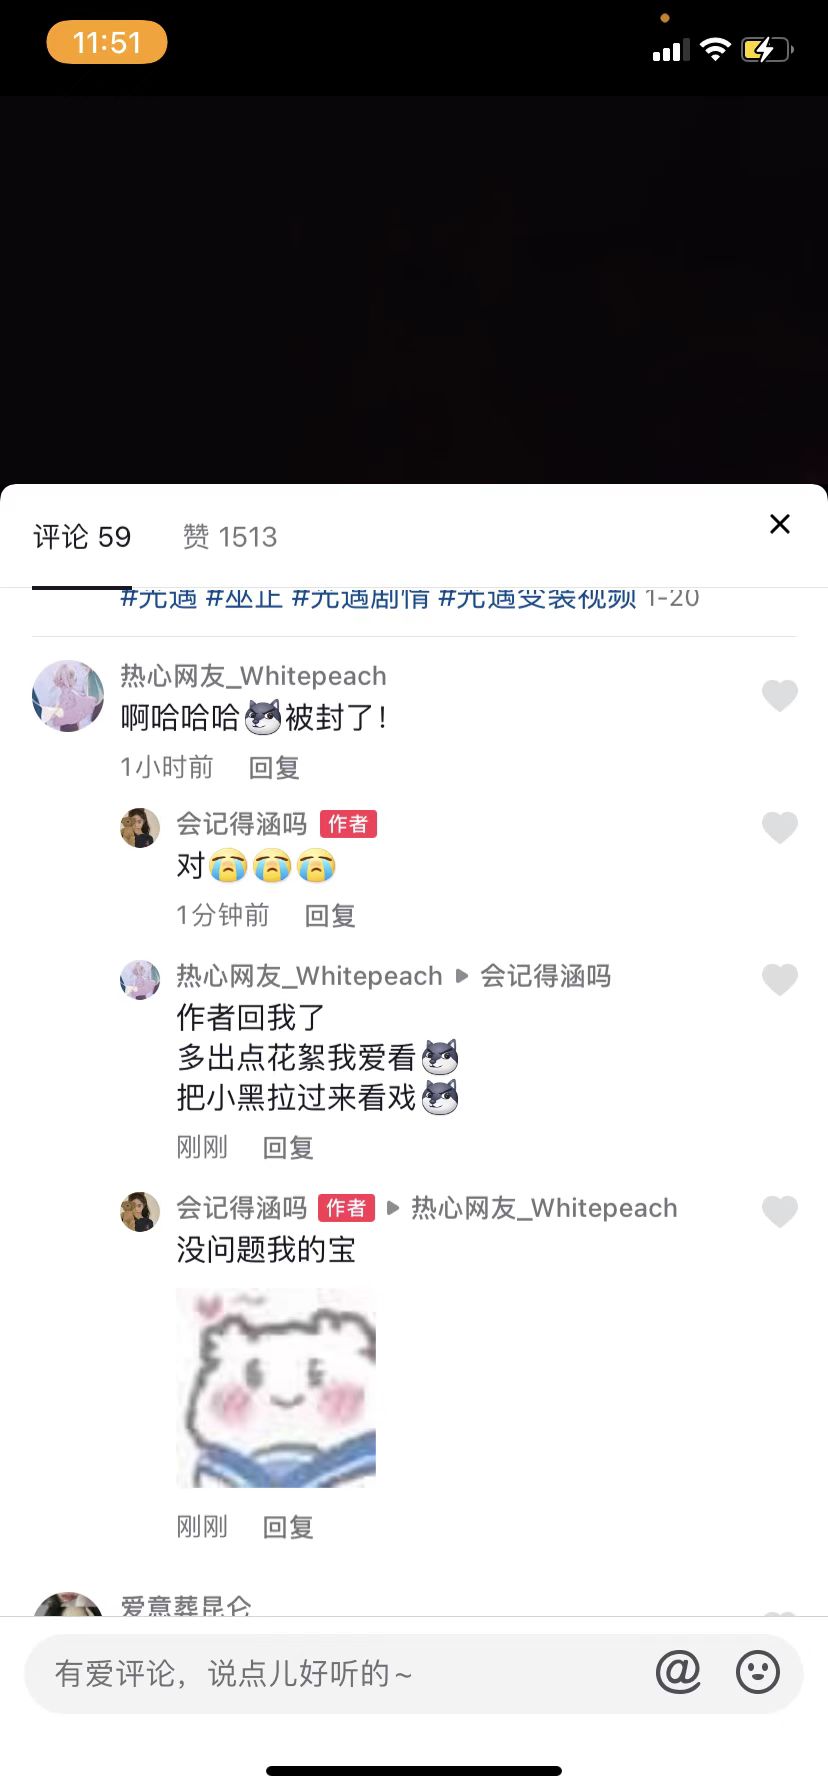 11:51
评论 59
赞 1513
#光遇 #巫止 #光遇剧情 #光遇变装视频 1-20
热心网友_Whitepeach
啊哈哈哈被封了！
1小时前 回复
会记得涵吗 作者
对😭😭😭
1分钟前 回复
热心网友_Whitepeach ▶ 会记得涵吗
作者回我了
多出点花絮我爱看
把小黑拉过来看戏
刚刚 回复
会记得涵吗 作者 ▶ 热心网友_Whitepeach
没问题我的宝
刚刚 回复
爱意葬昆仑
有爱评论，说点儿好听的~